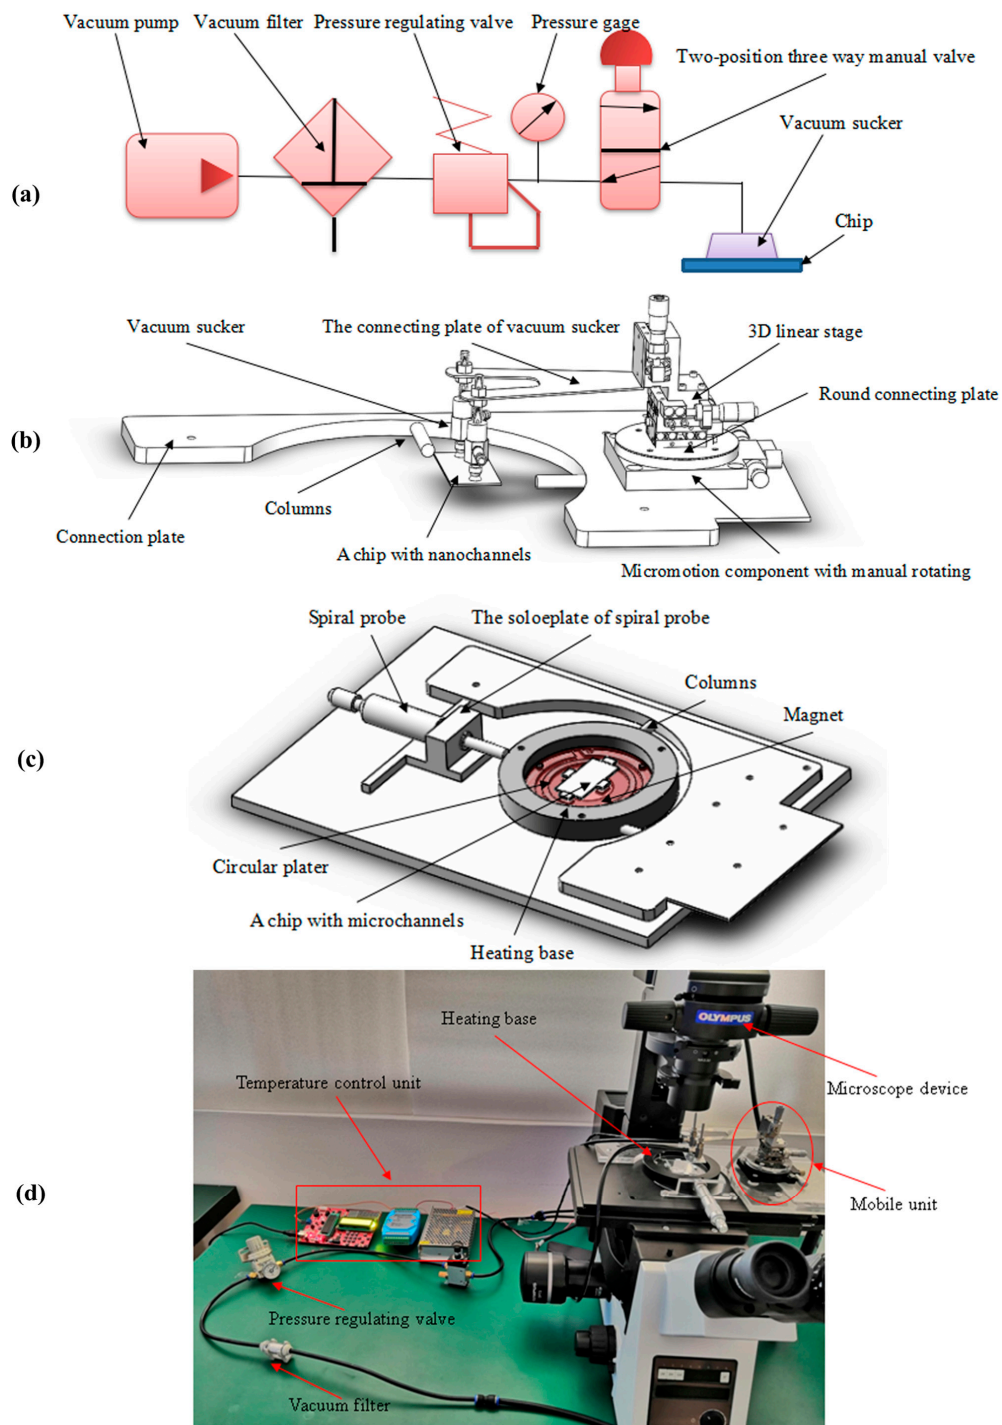 Vacuum pump Vacuum filter Pressure regulating valve Pressure gage
Two-position three way manual valve
Vacuum sucker
(a)
Chip
Vacuum sucker
The connecting plate of vacuum sucker
3D linear stage
Round connecting plate
(b)
Columns
Connection plate
A chip with nanochannels
Micromotion component with manual rotating
Spiral probe
The soloeplate of spiral probe
Columns
Magnet
(c)
Circular plater
A chip with microchannels
Heating base
Heating base
OLYMPUS
Temperature control unit
Microscope device
(d)
Mobile unit
Pressure regulating valve
Vacuum filter